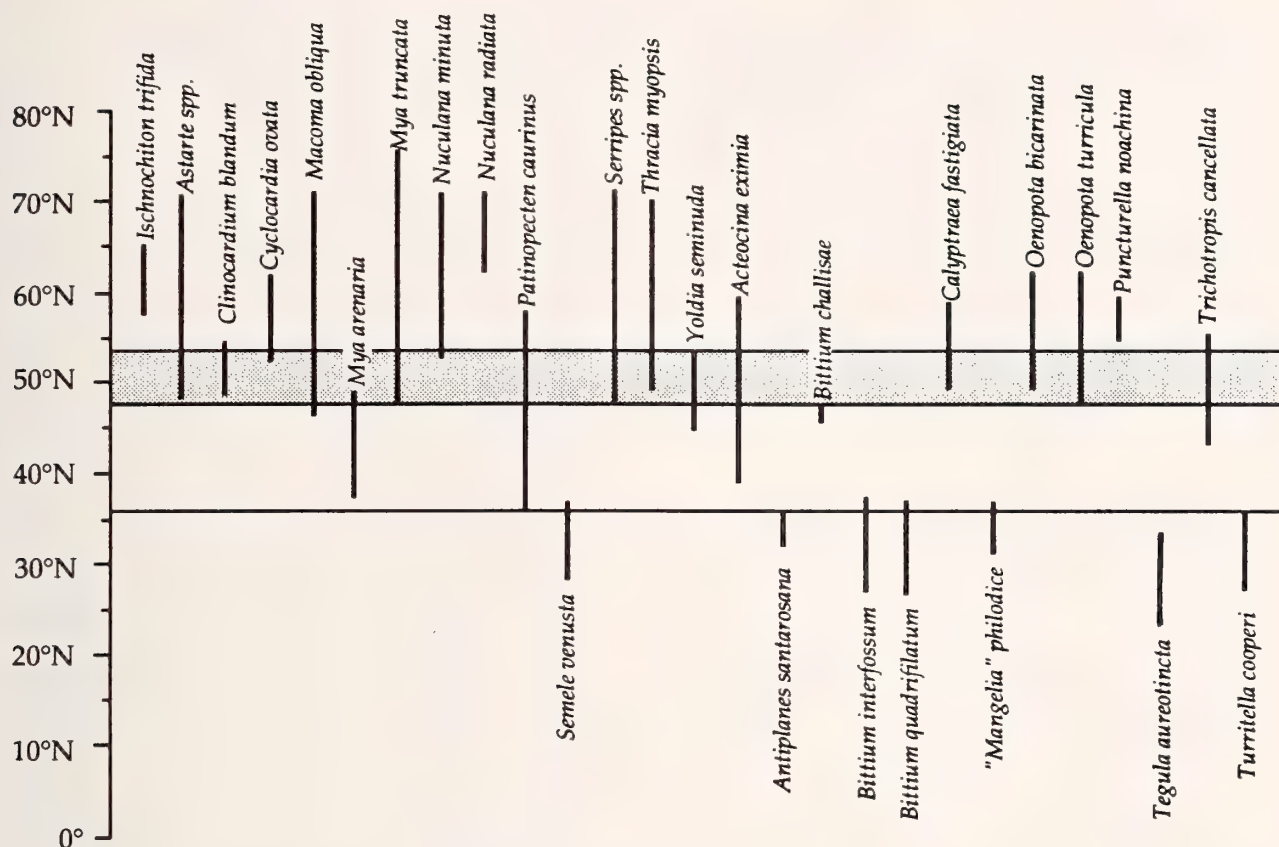 80°N
70°N
60°N
50°N
40°N
30°N
20°N
10°N
0°
Ischnochiton trifida
Astarte spp.
Clinocardium blandum
Cyclocardia ovata
Macoma obliqua
Mya arenaria
Mya truncata
Nuculana minuta
Nuculana radiata
Patinopecten caurinus
Semele venusta
Serripes spp.
Thracia myopsis
Yoldia seminuda
Acteocina eximia
Antiplanes santarosana
Bittium challisae
Bittium interfossum
Bittium quadrifilatum
Calyptraea fastigiata
"Mangelia" philodice
Oenopota bicarinata
Oenopota turricula
Puncturella noachina
Tegula aureotincta
Trichotropis cancellata
Turritella cooperi